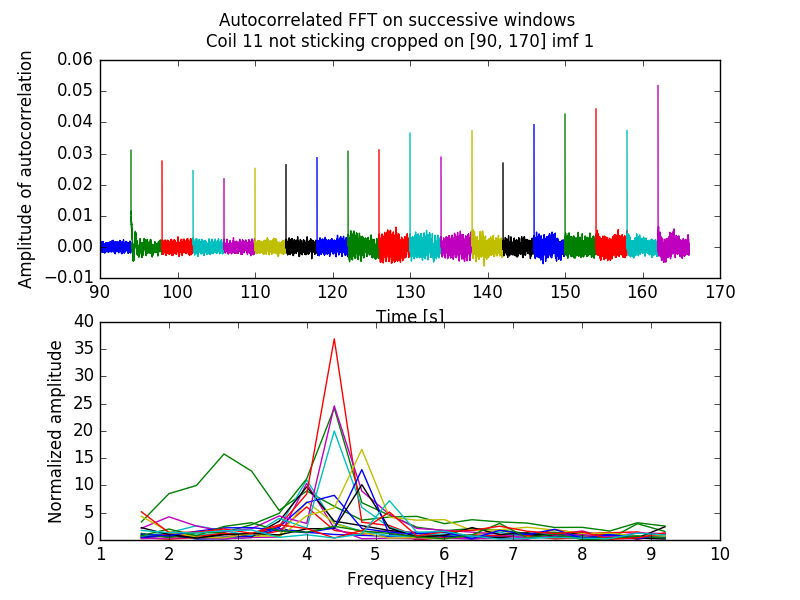 Autocorrelated FFT on successive windows
Coil 11 not sticking cropped on [90, 170] imf 1
Amplitude of autocorrelation
0.06
0.05
0.04
0.03
0.02
0.01
0.00
−0.01
90 100 110 120 130 140 150 160 170
Time [s]
Normalized amplitude
40
35
30
25
20
15
10
5
0
1 2 3 4 5 6 7 8 9 10
Frequency [Hz]